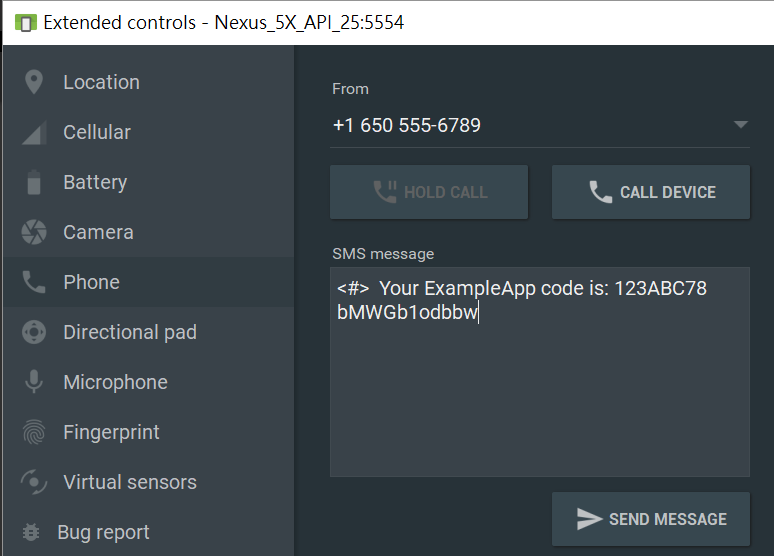 Extended controls - Nexus_5X_API_25:5554
Location
Cellular
Battery
Camera
Phone
Directional pad
Microphone
Fingerprint
Virtual sensors
Bug report
From
+1 650 555-6789
HOLD CALL
CALL DEVICE
SMS message
<#>  Your ExampleApp code is: 123ABC78
bMWGb1odbbw
SEND MESSAGE